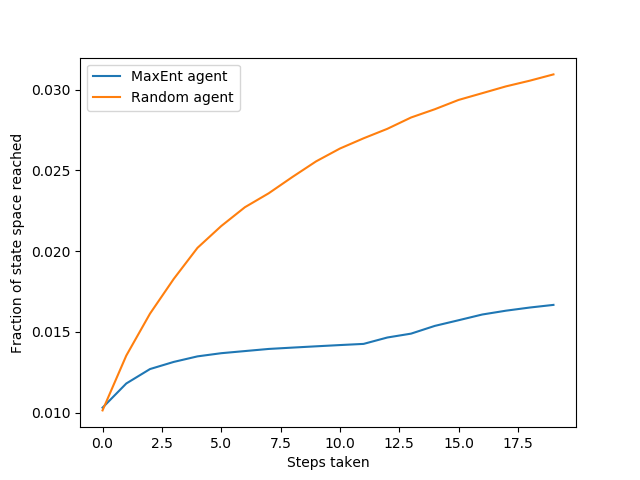 MaxEnt agent
Random agent
Fraction of state space reached
0.030
0.025
0.020
0.015
0.010
0.0 2.5 5.0 7.5 10.0 12.5 15.0 17.5
Steps taken